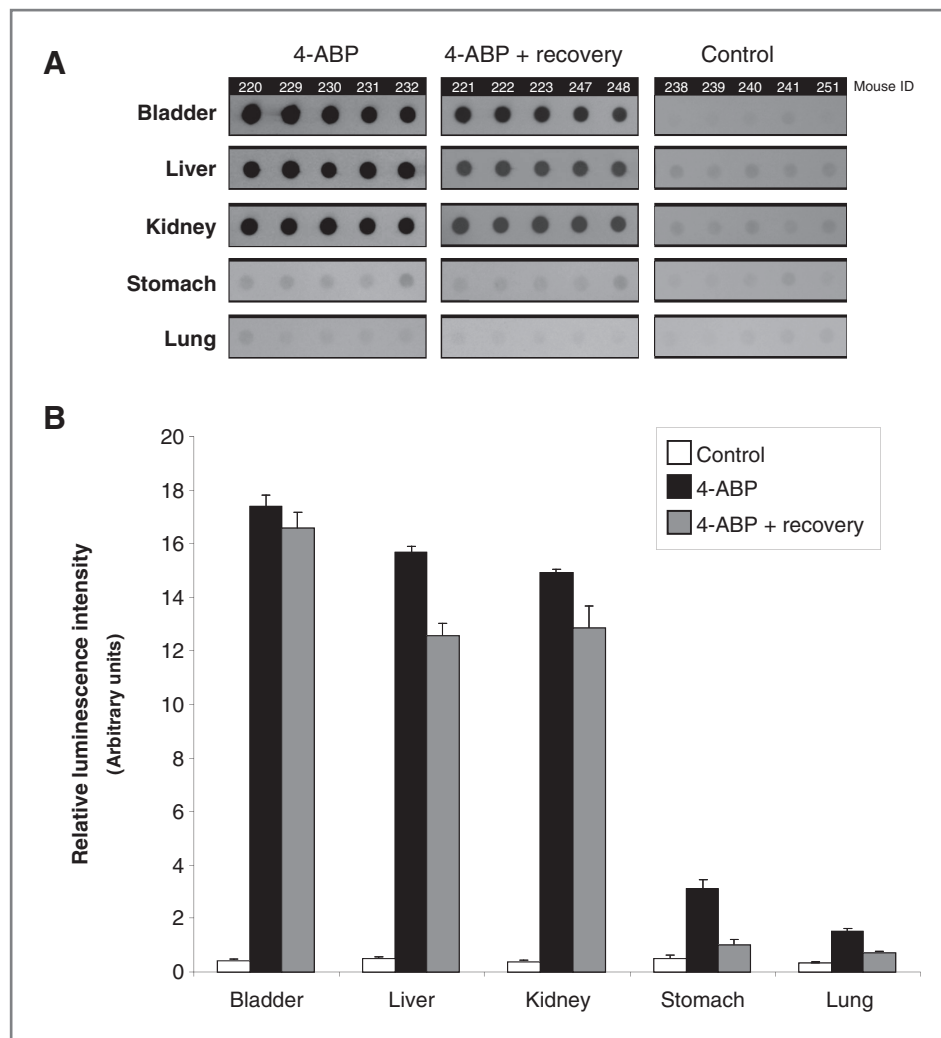 A
4-ABP 4-ABP + recovery Control
220 229 230 231 232 221 222 223 247 248 238 239 240 241 251 Mouse ID
Bladder
Liver
Kidney
Stomach
Lung
B
Relative luminescence intensity
(Arbitrary units)
20
18
16
14
12
10
8
6
4
2
0
Control
4-ABP
4-ABP + recovery
Bladder Liver Kidney Stomach Lung